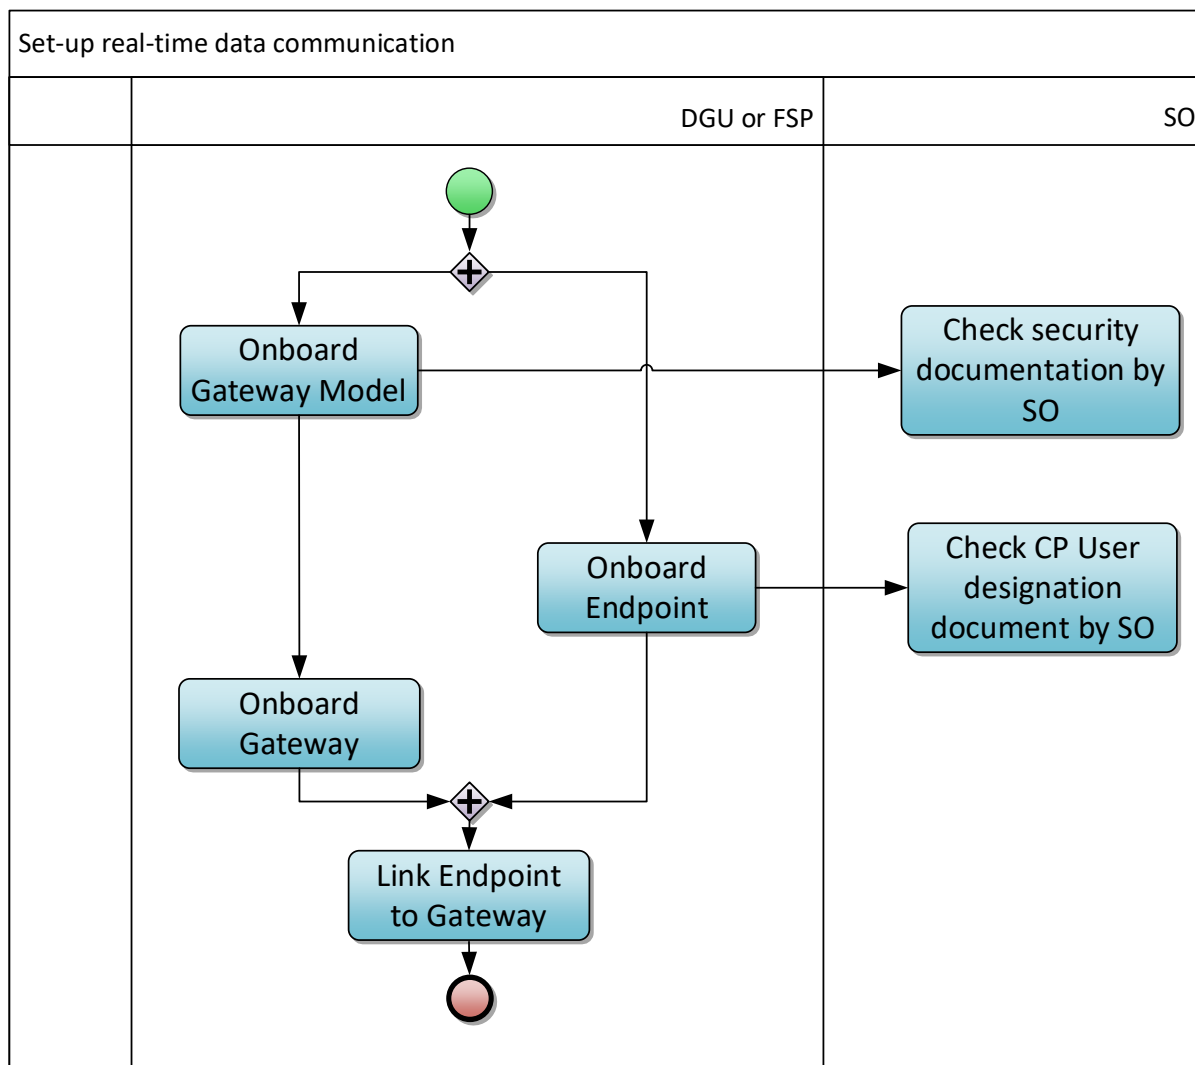 Set-up real-time data communication
DGU or FSP
SO
Onboard
Gateway Model
Check security
documentation by
SO
Onboard
Endpoint
Check CP User
designation
document by SO
Onboard
Gateway
Link Endpoint
to Gateway